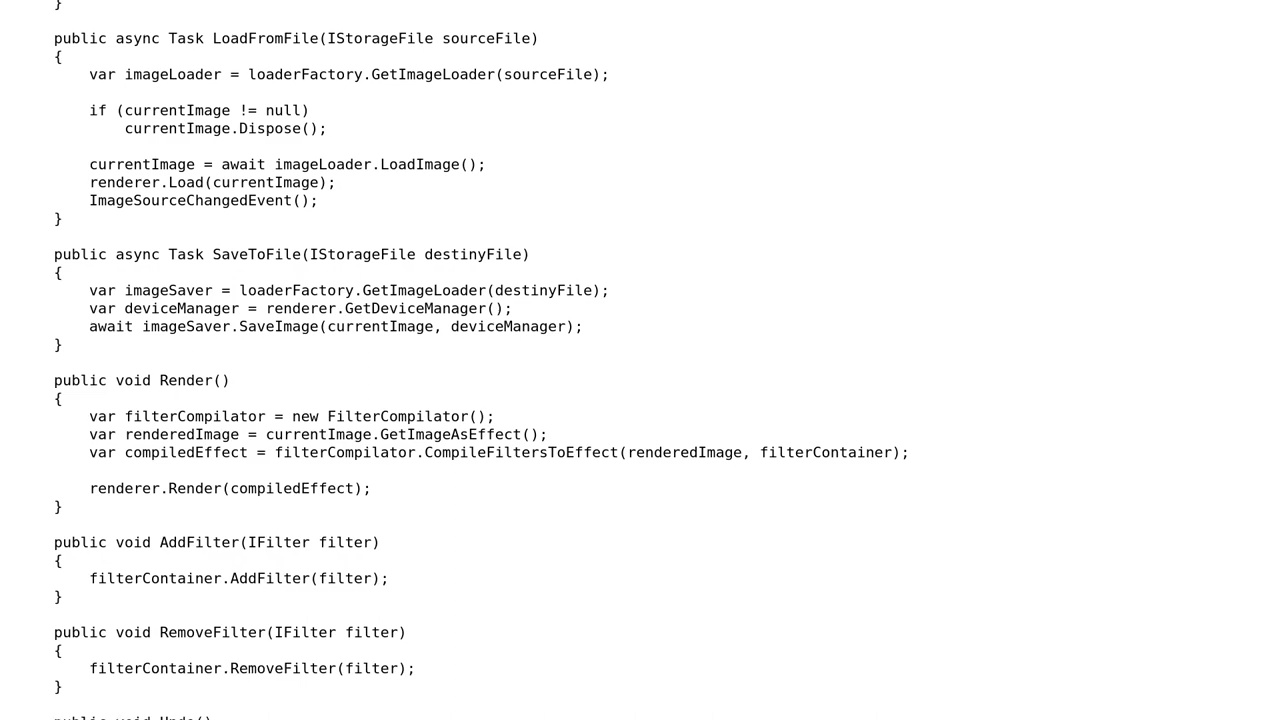 }
public async Task LoadFromFile(IStorageFile sourceFile)
{
var imageLoader = loaderFactory.GetImageLoader(sourceFile);
if (currentImage != null)
currentImage.Dispose();
currentImage = await imageLoader.LoadImage();
renderer.Load(currentImage);
ImageSourceChangedEvent();
}
public async Task SaveToFile(IStorageFile destinyFile)
{
var imageSaver = loaderFactory.GetImageLoader(destinyFile);
var deviceManager = renderer.GetDeviceManager();
await imageSaver.SaveImage(currentImage, deviceManager);
}
public void Render()
{
var filterCompilator = new FilterCompilator();
var renderedImage = currentImage.GetImageAsEffect();
var compiledEffect = filterCompilator.CompileFiltersToEffect(renderedImage, filterContainer);
renderer.Render(compiledEffect);
}
public void AddFilter(IFilter filter)
{
filterContainer.AddFilter(filter);
}
public void RemoveFilter(IFilter filter)
{
filterContainer.RemoveFilter(filter);
}
public void Undo()